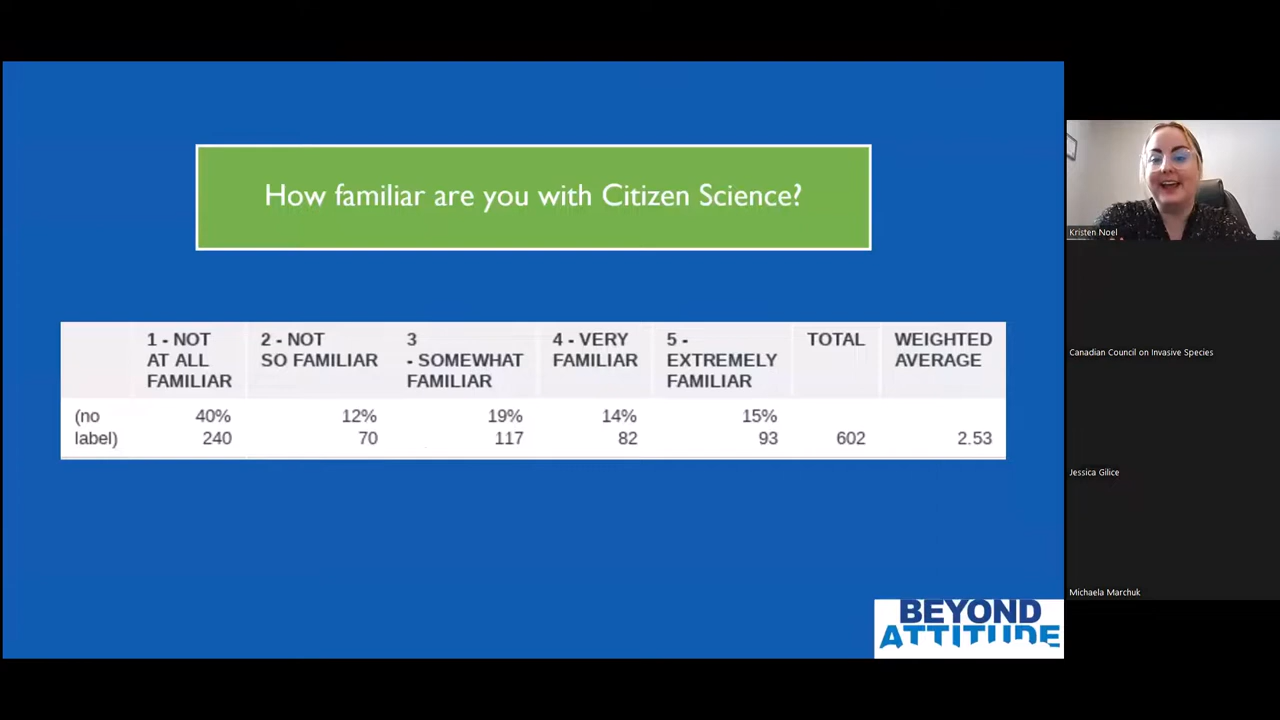 How familiar are you with Citizen Science?
1 - NOT AT ALL FAMILIAR 2 - NOT SO FAMILIAR 3 - SOMEWHAT FAMILIAR 4 - VERY FAMILIAR 5 - EXTREMELY FAMILIAR TOTAL WEIGHTED AVERAGE
(no label) 40% 240 12% 70 19% 117 14% 82 15% 93 602 2.53
BEYOND
ATTITUDE
Kristen Noel
Canadian Council on Invasive Species
Jessica Gilice
Michaela Marchuk